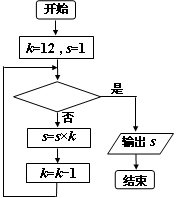 开始
k=12 , s=1
是
否
s=s×k
输出 s
k=k-1
结束